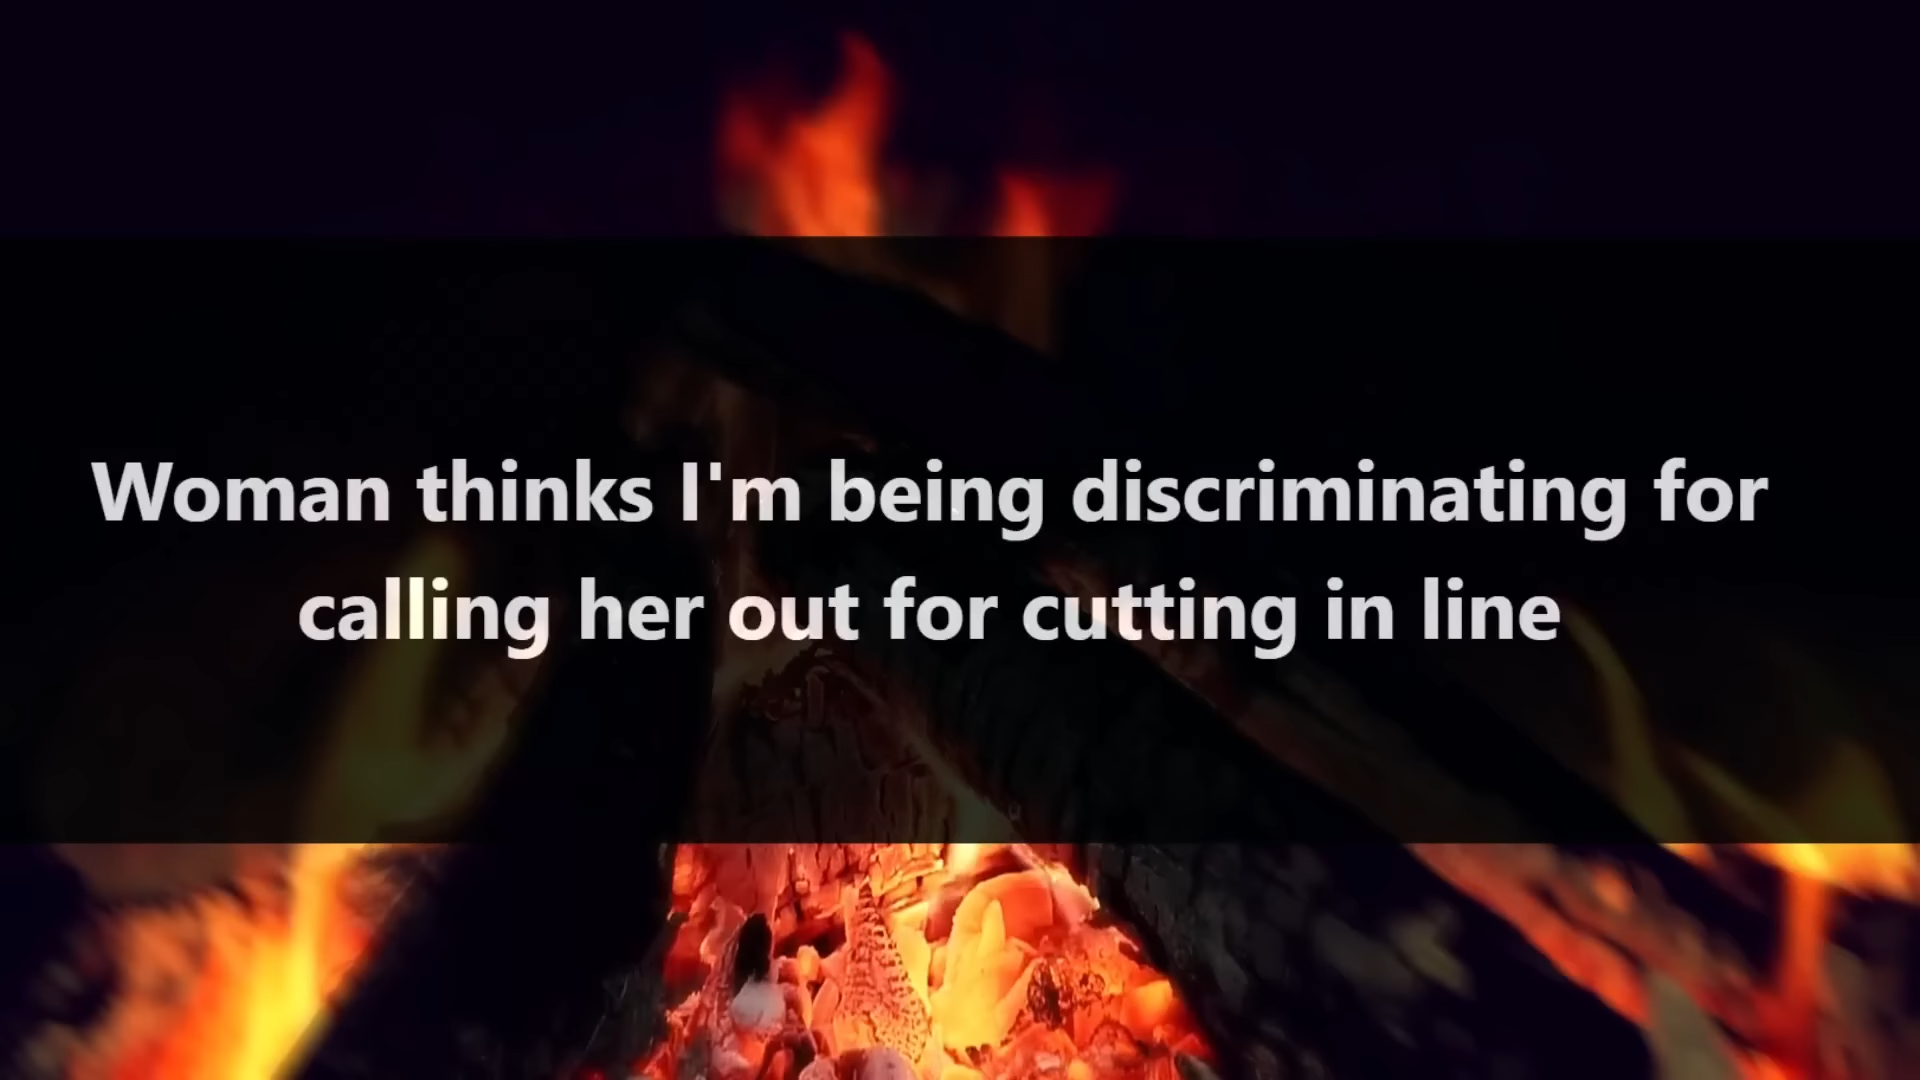 Woman thinks I'm being discriminating for
calling her out for cutting in line